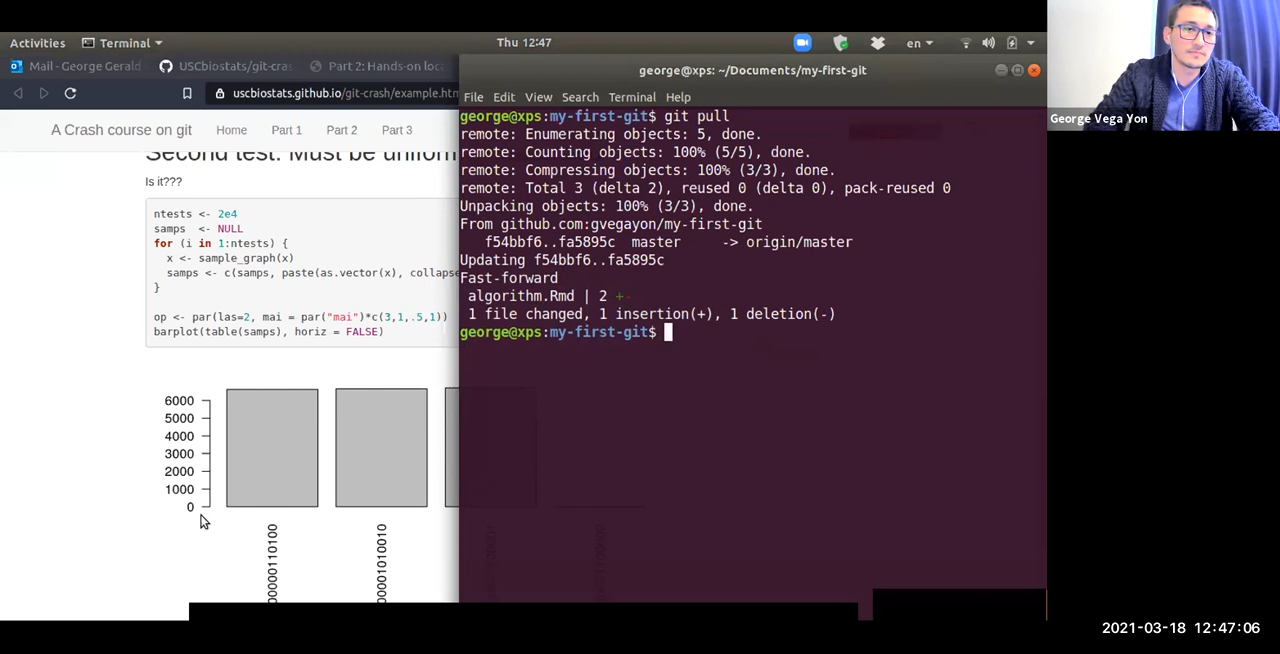 Activities Terminal Thu 12:47 en
Mail - George Gerald USCbiostats/git-cras Part 2: Hands-on loca
uscbiostats.github.io/git-crash/example.htm
A Crash course on git Home Part 1 Part 2 Part 3
Second test: Must be uniform
Is it???
ntests <- 2e4
samps <- NULL
for (i in 1:ntests) {
x <- sample_graph(x)
samps <- c(samps, paste(as.vector(x), collapse
}
op <- par(las=2, mai = par("mai")*c(3,1,.5,1))
barplot(table(samps), horiz = FALSE)
6000
5000
4000
3000
2000
1000
0
00000110100
00001010010
george@xps: ~/Documents/my-first-git
File Edit View Search Terminal Help
george@xps:my-first-git$ git pull
remote: Enumerating objects: 5, done.
remote: Counting objects: 100% (5/5), done.
remote: Compressing objects: 100% (3/3), done.
remote: Total 3 (delta 2), reused 0 (delta 0), pack-reused 0
Unpacking objects: 100% (3/3), done.
From github.com:gvegayon/my-first-git
f54bbf6..fa5895c master -> origin/master
Updating f54bbf6..fa5895c
Fast-forward
algorithm.Rmd | 2 +-
1 file changed, 1 insertion(+), 1 deletion(-)
george@xps:my-first-git$
George Vega Yon
2021-03-18 12:47:06